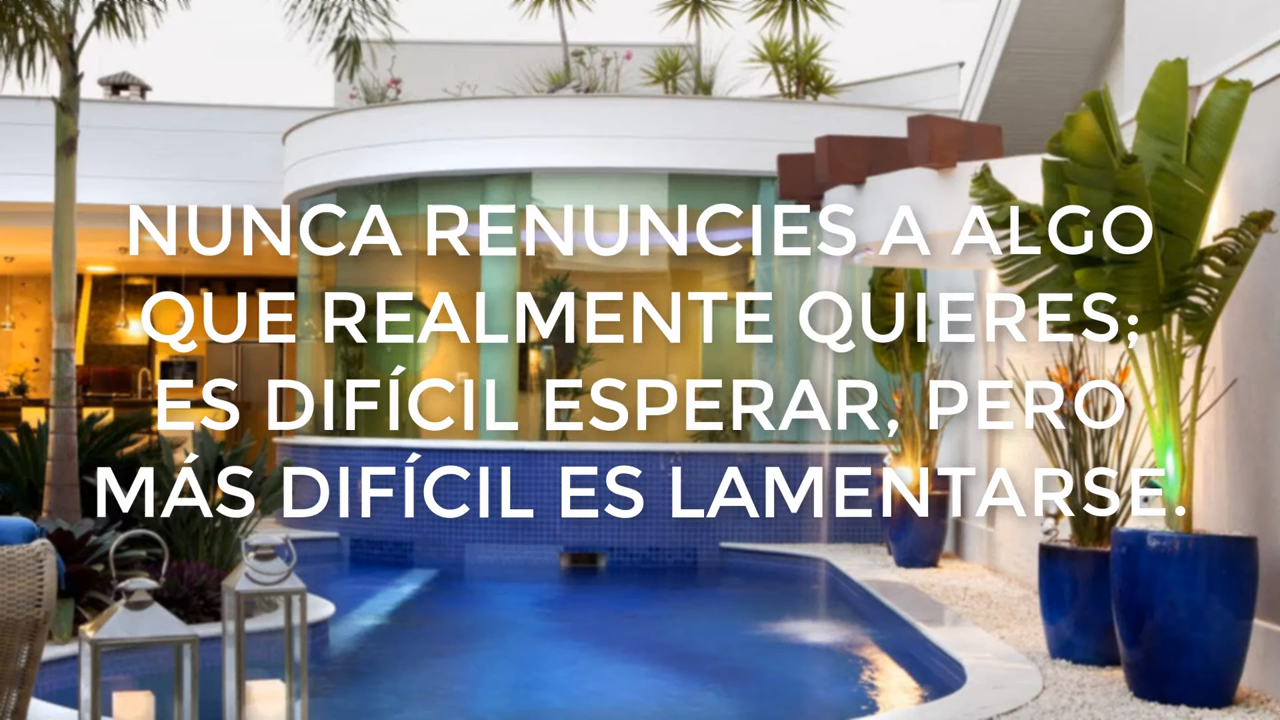 NUNCA RENUNCIES A ALGO
QUE REALMENTE QUIERES;
ES DIFÍCIL ESPERAR, PERO
MÁS DIFÍCIL ES LAMENTARSE.